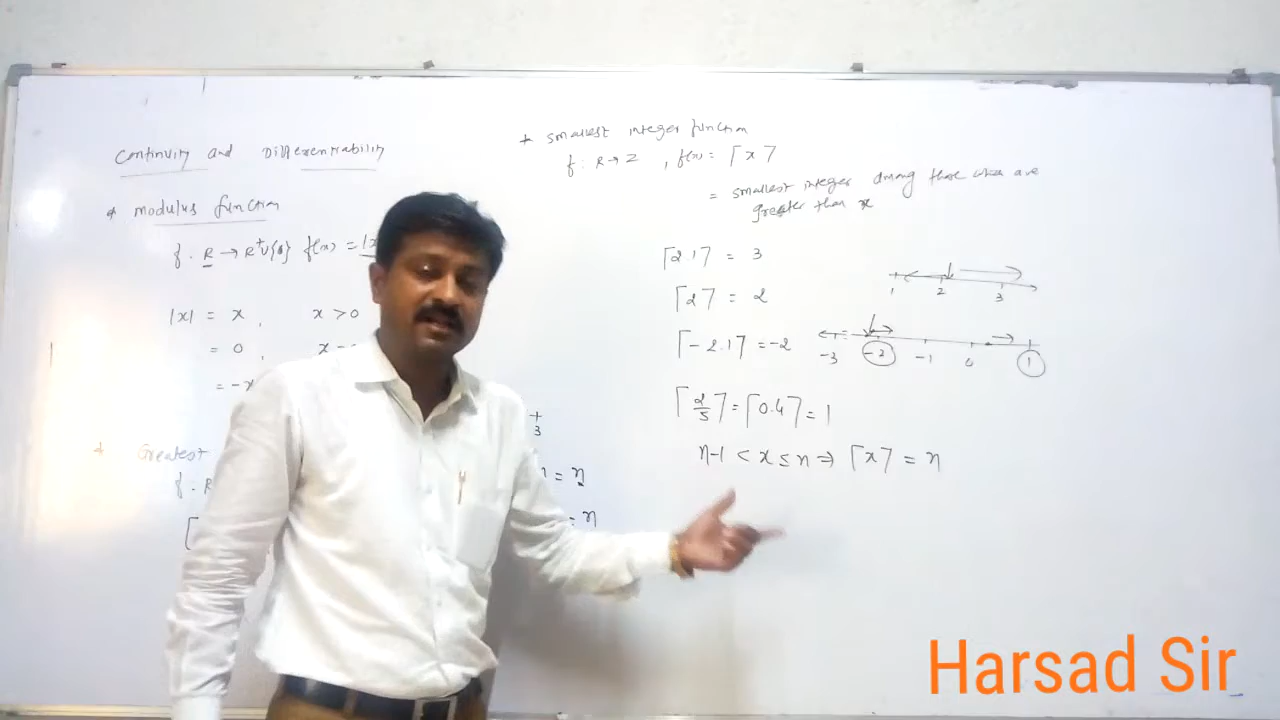 Continuity and Differentiability
* modulus function
f : R → R⁺∪{0} f(x) = |x
|x| = x , x > 0
= 0 , x
= -x
* Greatest
f : R
3
= n
= n
* smallest integer function
f : R → Z , f(x) = ⌈x⌉
= smallest integer among those when are
greater than x
⌈2.1⌉ = 3
⌈2⌉ = 2
⌈-2.1⌉ = -2
⌈2/5⌉ = ⌈0.4⌉ = 1
n-1 < x ≤ n ⇒ ⌈x⌉ = n
1 2 3
-3 -2 -1 0 1
Harsad Sir